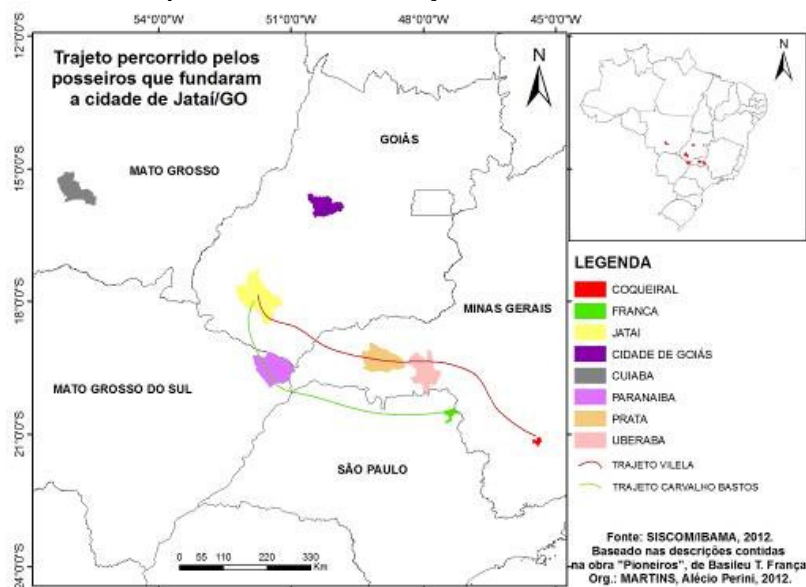 54°0'0"W 51°0'0"W 48°0'0"W 45°0'0"W
12°0'0"S
Trajeto percorrido pelos
posseiros que fundaram
a cidade de Jataí/GO
N
N
GOIÁS
MATO GROSSO
15°0'0"S
LEGENDA
COQUEIRAL
FRANCA
JATAI
CIDADE DE GOIÁS
CUIABA
PARANAIBA
PRATA
UBERABA
TRAJETO VILELA
TRAJETO CARVALHO BASTOS
18°0'0"S
MINAS GERAIS
MATO GROSSO DO SUL
21°0'0"S
SÃO PAULO
0 55 110 220 330
Km
24°0'0"S
Fonte: SISCOM/IBAMA, 2012.
Baseado nas descrições contidas
na obra "Pioneiros", de Basileu T. França
Org.: MARTINS, Alécio Perini, 2012.